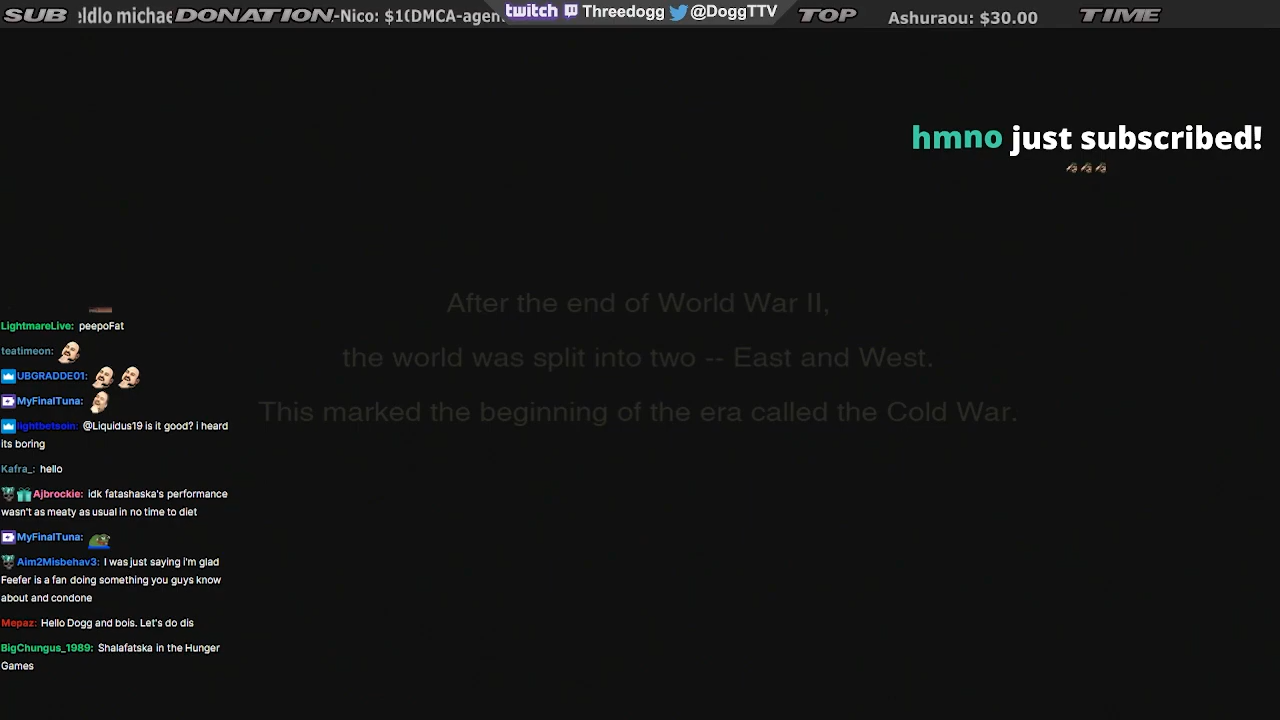 SUB eldlo michae DONATION -Nico: $1(DMCA-agen twitch Threedogg @DoggTTV TOP Ashuraou: $30.00 TIME
hmno just subscribed!
After the end of World War II,
the world was split into two -- East and West.
This marked the beginning of the era called the Cold War.
LightmareLive: peepoFat
teatimeon:
UBGRADDE01:
MyFinalTuna:
lightbetsoin: @Liquidus19 is it good? i heard
its boring
Kafra_: hello
Ajbrockie: idk fatashaska's performance
wasn't as meaty as usual in no time to diet
MyFinalTuna:
Aim2Misbehav3: I was just saying i'm glad
Feefer is a fan doing something you guys know
about and condone
Mepaz: Hello Dogg and bois. Let's do dis
BigChungus_1989: Shalafatska in the Hunger
Games